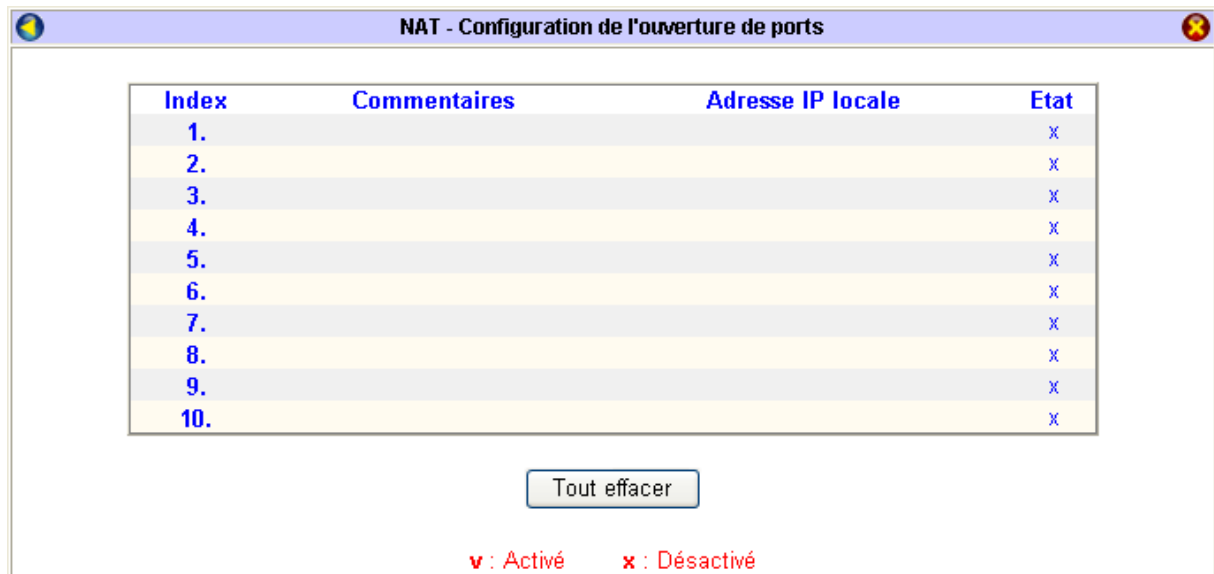 NAT - Configuration de l'ouverture de ports
Index Commentaires Adresse IP locale Etat
1. x
2. x
3. x
4. x
5. x
6. x
7. x
8. x
9. x
10. x
Tout effacer
v : Activé x : Désactivé